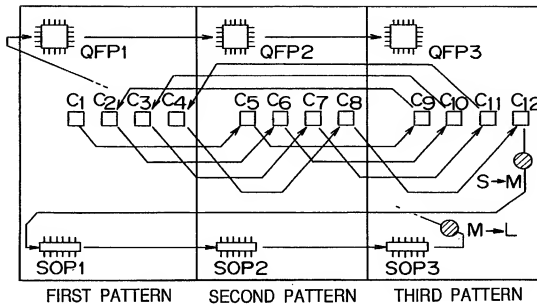 QFP1 QFP2 QFP3
C1 C2 C3 C4 C5 C6 C7 C8 C9 C10 C11 C12
S→M
M→L
SOP1 SOP2 SOP3
FIRST PATTERN SECOND PATTERN THIRD PATTERN